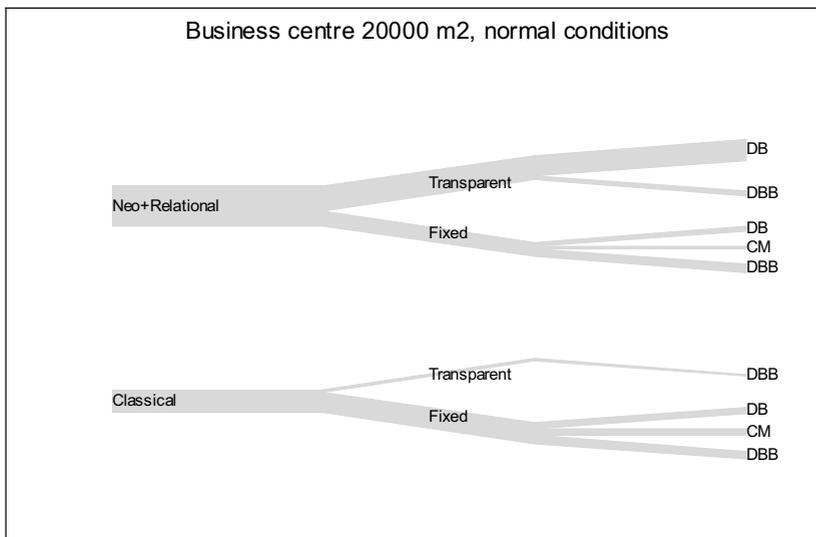 Business centre 20000 m2, normal conditions
DB
Transparent
DBB
Neo+Relational
Fixed
DB
CM
DBB
Transparent
DBB
Classical
Fixed
DB
CM
DBB